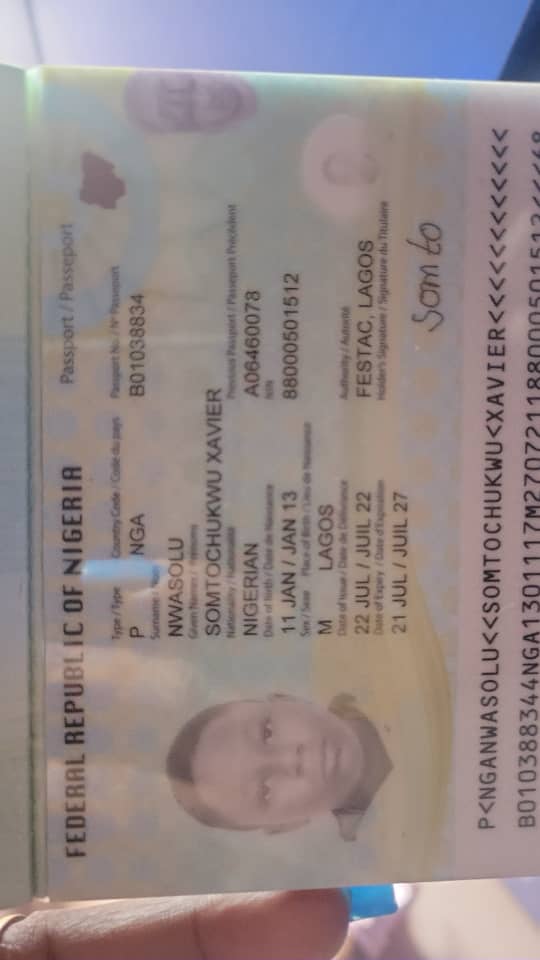 FEDERAL REPUBLIC OF NIGERIA
Passport / Passeport
Type / Type Country Code / Code du pays Passport No. / N° Passeport
P NGA B01038834
Surname /
NWASOLU
Given Names / Prénoms
SOMTOCHUKWU XAVIER
Nationality / Nationalité Previous Passport / Passeport Précédent
NIGERIAN A06460078
Date of Birth / Date de Naissance NIN
11 JAN / JAN 13 88000501512
Sex / Sexe Place of Birth / Lieu de Naissance
M LAGOS
Date of Issue / Date de Délivrance Authority / Autorité
22 JUL / JUIL 22 FESTAC, LAGOS
Date of Expiry / Date d'Expiration Holder's Signature / Signature du Titulaire
21 JUL / JUIL 27
Somto
P<NGANWASOLU<<SOMTOCHUKWU<XAVIER<<<<<<<<<<<<
B010388344NGA1301117M270721188000501512<<<68